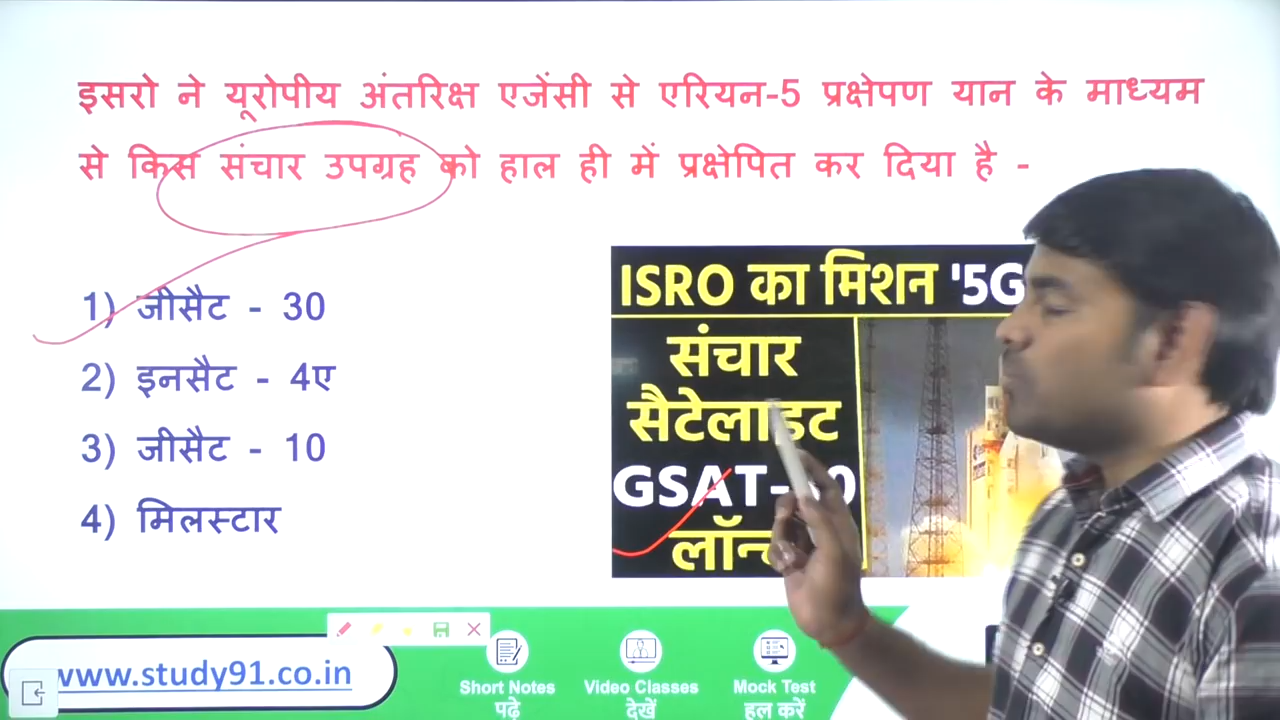 इसरो ने यूरोपीय अंतरिक्ष एजेंसी से एरियन-5 प्रक्षेपण यान के माध्यम
से किस संचार उपग्रह को हाल ही में प्रक्षेपित कर दिया है -
1) जीसैट - 30
2) इनसैट - 4ए
3) जीसैट - 10
4) मिलस्टार
ISRO का मिशन '5G
संचार
सैटेलाइट
लॉन्च
www.study91.co.in
Short Notes
पढ़े
Video Classes
देखें
Mock Test
हल करें